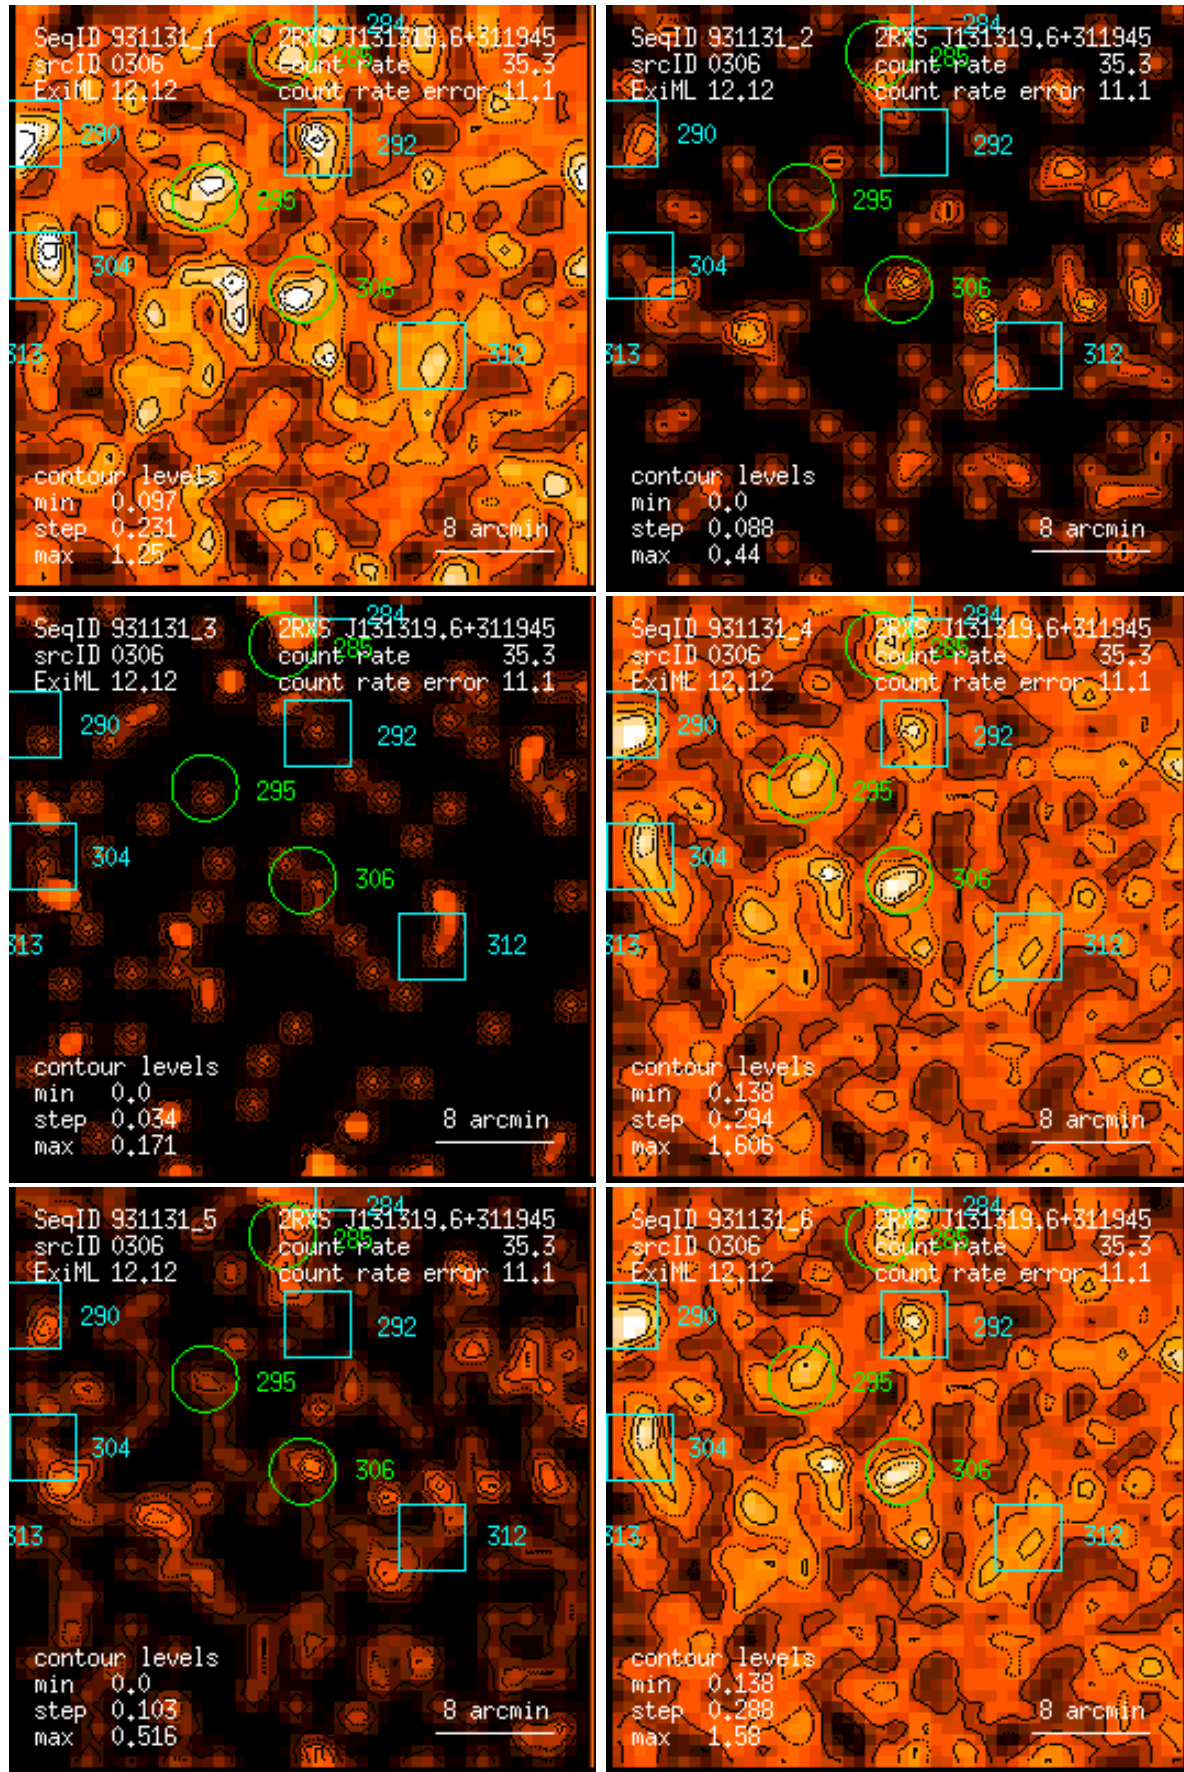 284
SeqID 931131_1 2RXS J131319.6+311945
srcID 0306 count rate 285 35.3
ExiML 12.12 count rate error 11.1
290 292
295
304
306
313 312
contour levels
min 0.097
step 0.231 8 arcmin
max 1.25
284
SeqID 931131_2 2RXS J131319.6+311945
srcID 0306 count rate 285 35.3
ExiML 12.12 count rate error 11.1
290 292
295
304
306
313 312
contour levels
min 0.0
step 0.088 8 arcmin
max 0.44
284
SeqID 931131_3 2RXS J131319.6+311945
srcID 0306 count rate 285 35.3
ExiML 12.12 count rate error 11.1
290 292
295
304
306
313 312
contour levels
min 0.0
step 0.034 8 arcmin
max 0.171
284
SeqID 931131_4 2RXS J131319.6+311945
srcID 0306 count rate 285 35.3
ExiML 12.12 count rate error 11.1
290 292
295
304
306
313 312
contour levels
min 0.138
step 0.294 8 arcmin
max 1.606
284
SeqID 931131_5 2RXS J131319.6+311945
srcID 0306 count rate 285 35.3
ExiML 12.12 count rate error 11.1
290 292
295
304
306
313 312
contour levels
min 0.0
step 0.103 8 arcmin
max 0.516
284
SeqID 931131_6 2RXS J131319.6+311945
srcID 0306 count rate 285 35.3
ExiML 12.12 count rate error 11.1
290 292
295
304
306
313 312
contour levels
min 0.138
step 0.288 8 arcmin
max 1.58